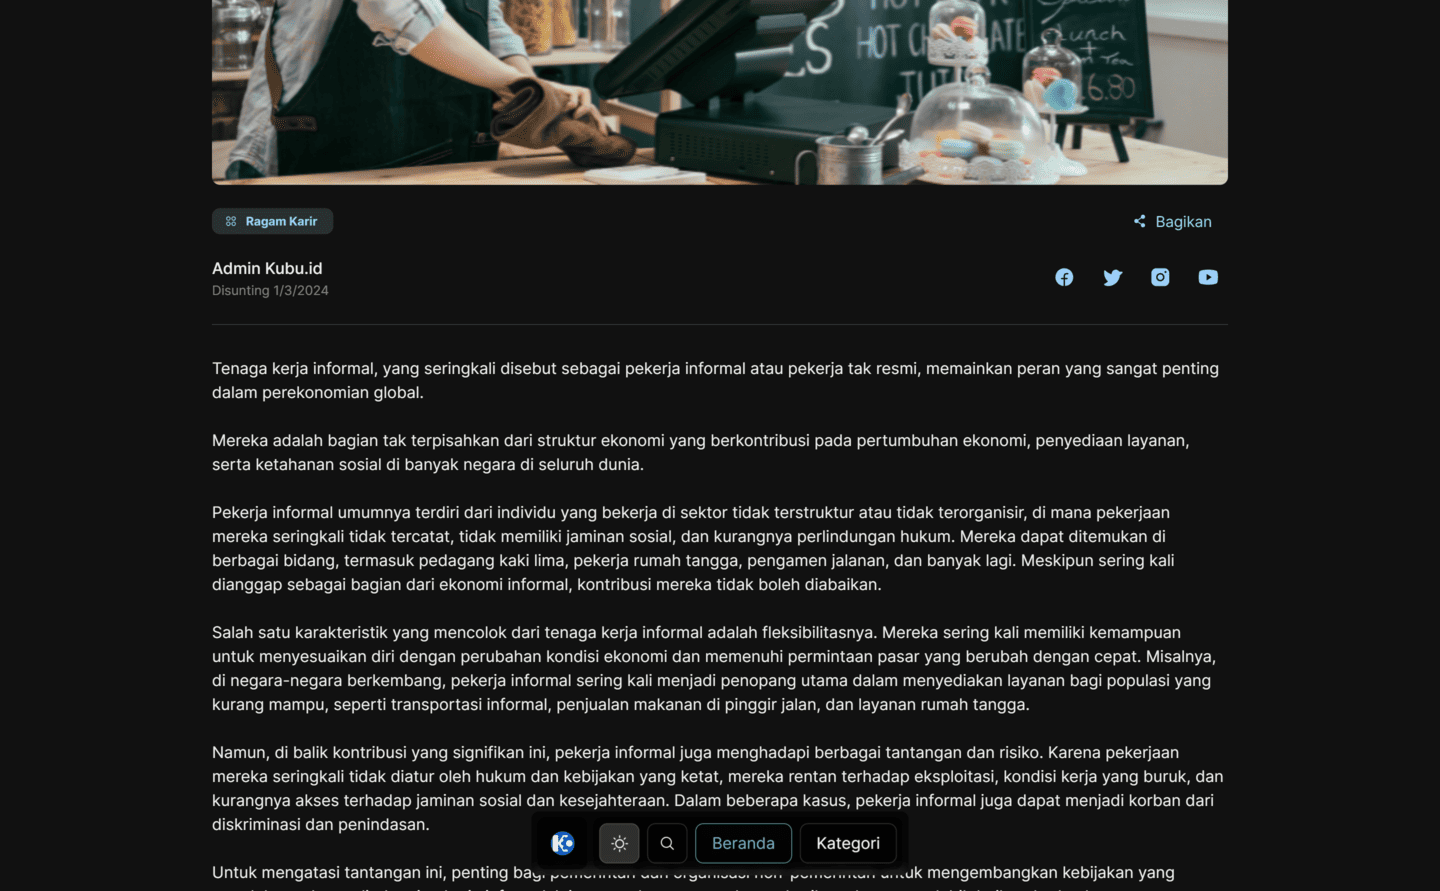 HOT CHOCOLATE
Lunch
+ Tea
16.80
Ragam Karir
Bagikan
Admin Kubu.id
Disunting 1/3/2024
Tenaga kerja informal, yang seringkali disebut sebagai pekerja informal atau pekerja tak resmi, memainkan peran yang sangat penting
dalam perekonomian global.
Mereka adalah bagian tak terpisahkan dari struktur ekonomi yang berkontribusi pada pertumbuhan ekonomi, penyediaan layanan,
serta ketahanan sosial di banyak negara di seluruh dunia.
Pekerja informal umumnya terdiri dari individu yang bekerja di sektor tidak terstruktur atau tidak terorganisir, di mana pekerjaan
mereka seringkali tidak tercatat, tidak memiliki jaminan sosial, dan kurangnya perlindungan hukum. Mereka dapat ditemukan di
berbagai bidang, termasuk pedagang kaki lima, pekerja rumah tangga, pengamen jalanan, dan banyak lagi. Meskipun sering kali
dianggap sebagai bagian dari ekonomi informal, kontribusi mereka tidak boleh diabaikan.
Salah satu karakteristik yang mencolok dari tenaga kerja informal adalah fleksibilitasnya. Mereka sering kali memiliki kemampuan
untuk menyesuaikan diri dengan perubahan kondisi ekonomi dan memenuhi permintaan pasar yang berubah dengan cepat. Misalnya,
di negara-negara berkembang, pekerja informal sering kali menjadi penopang utama dalam menyediakan layanan bagi populasi yang
kurang mampu, seperti transportasi informal, penjualan makanan di pinggir jalan, dan layanan rumah tangga.
Namun, di balik kontribusi yang signifikan ini, pekerja informal juga menghadapi berbagai tantangan dan risiko. Karena pekerjaan
mereka seringkali tidak diatur oleh hukum dan kebijakan yang ketat, mereka rentan terhadap eksploitasi, kondisi kerja yang buruk, dan
kurangnya akses terhadap jaminan sosial dan kesejahteraan. Dalam beberapa kasus, pekerja informal juga dapat menjadi korban dari
diskriminasi dan penindasan.
Untuk mengatasi tantangan ini, penting bagi pemerintah dan organisasi non-pemerintah untuk mengembangkan kebijakan yang
Beranda
Kategori